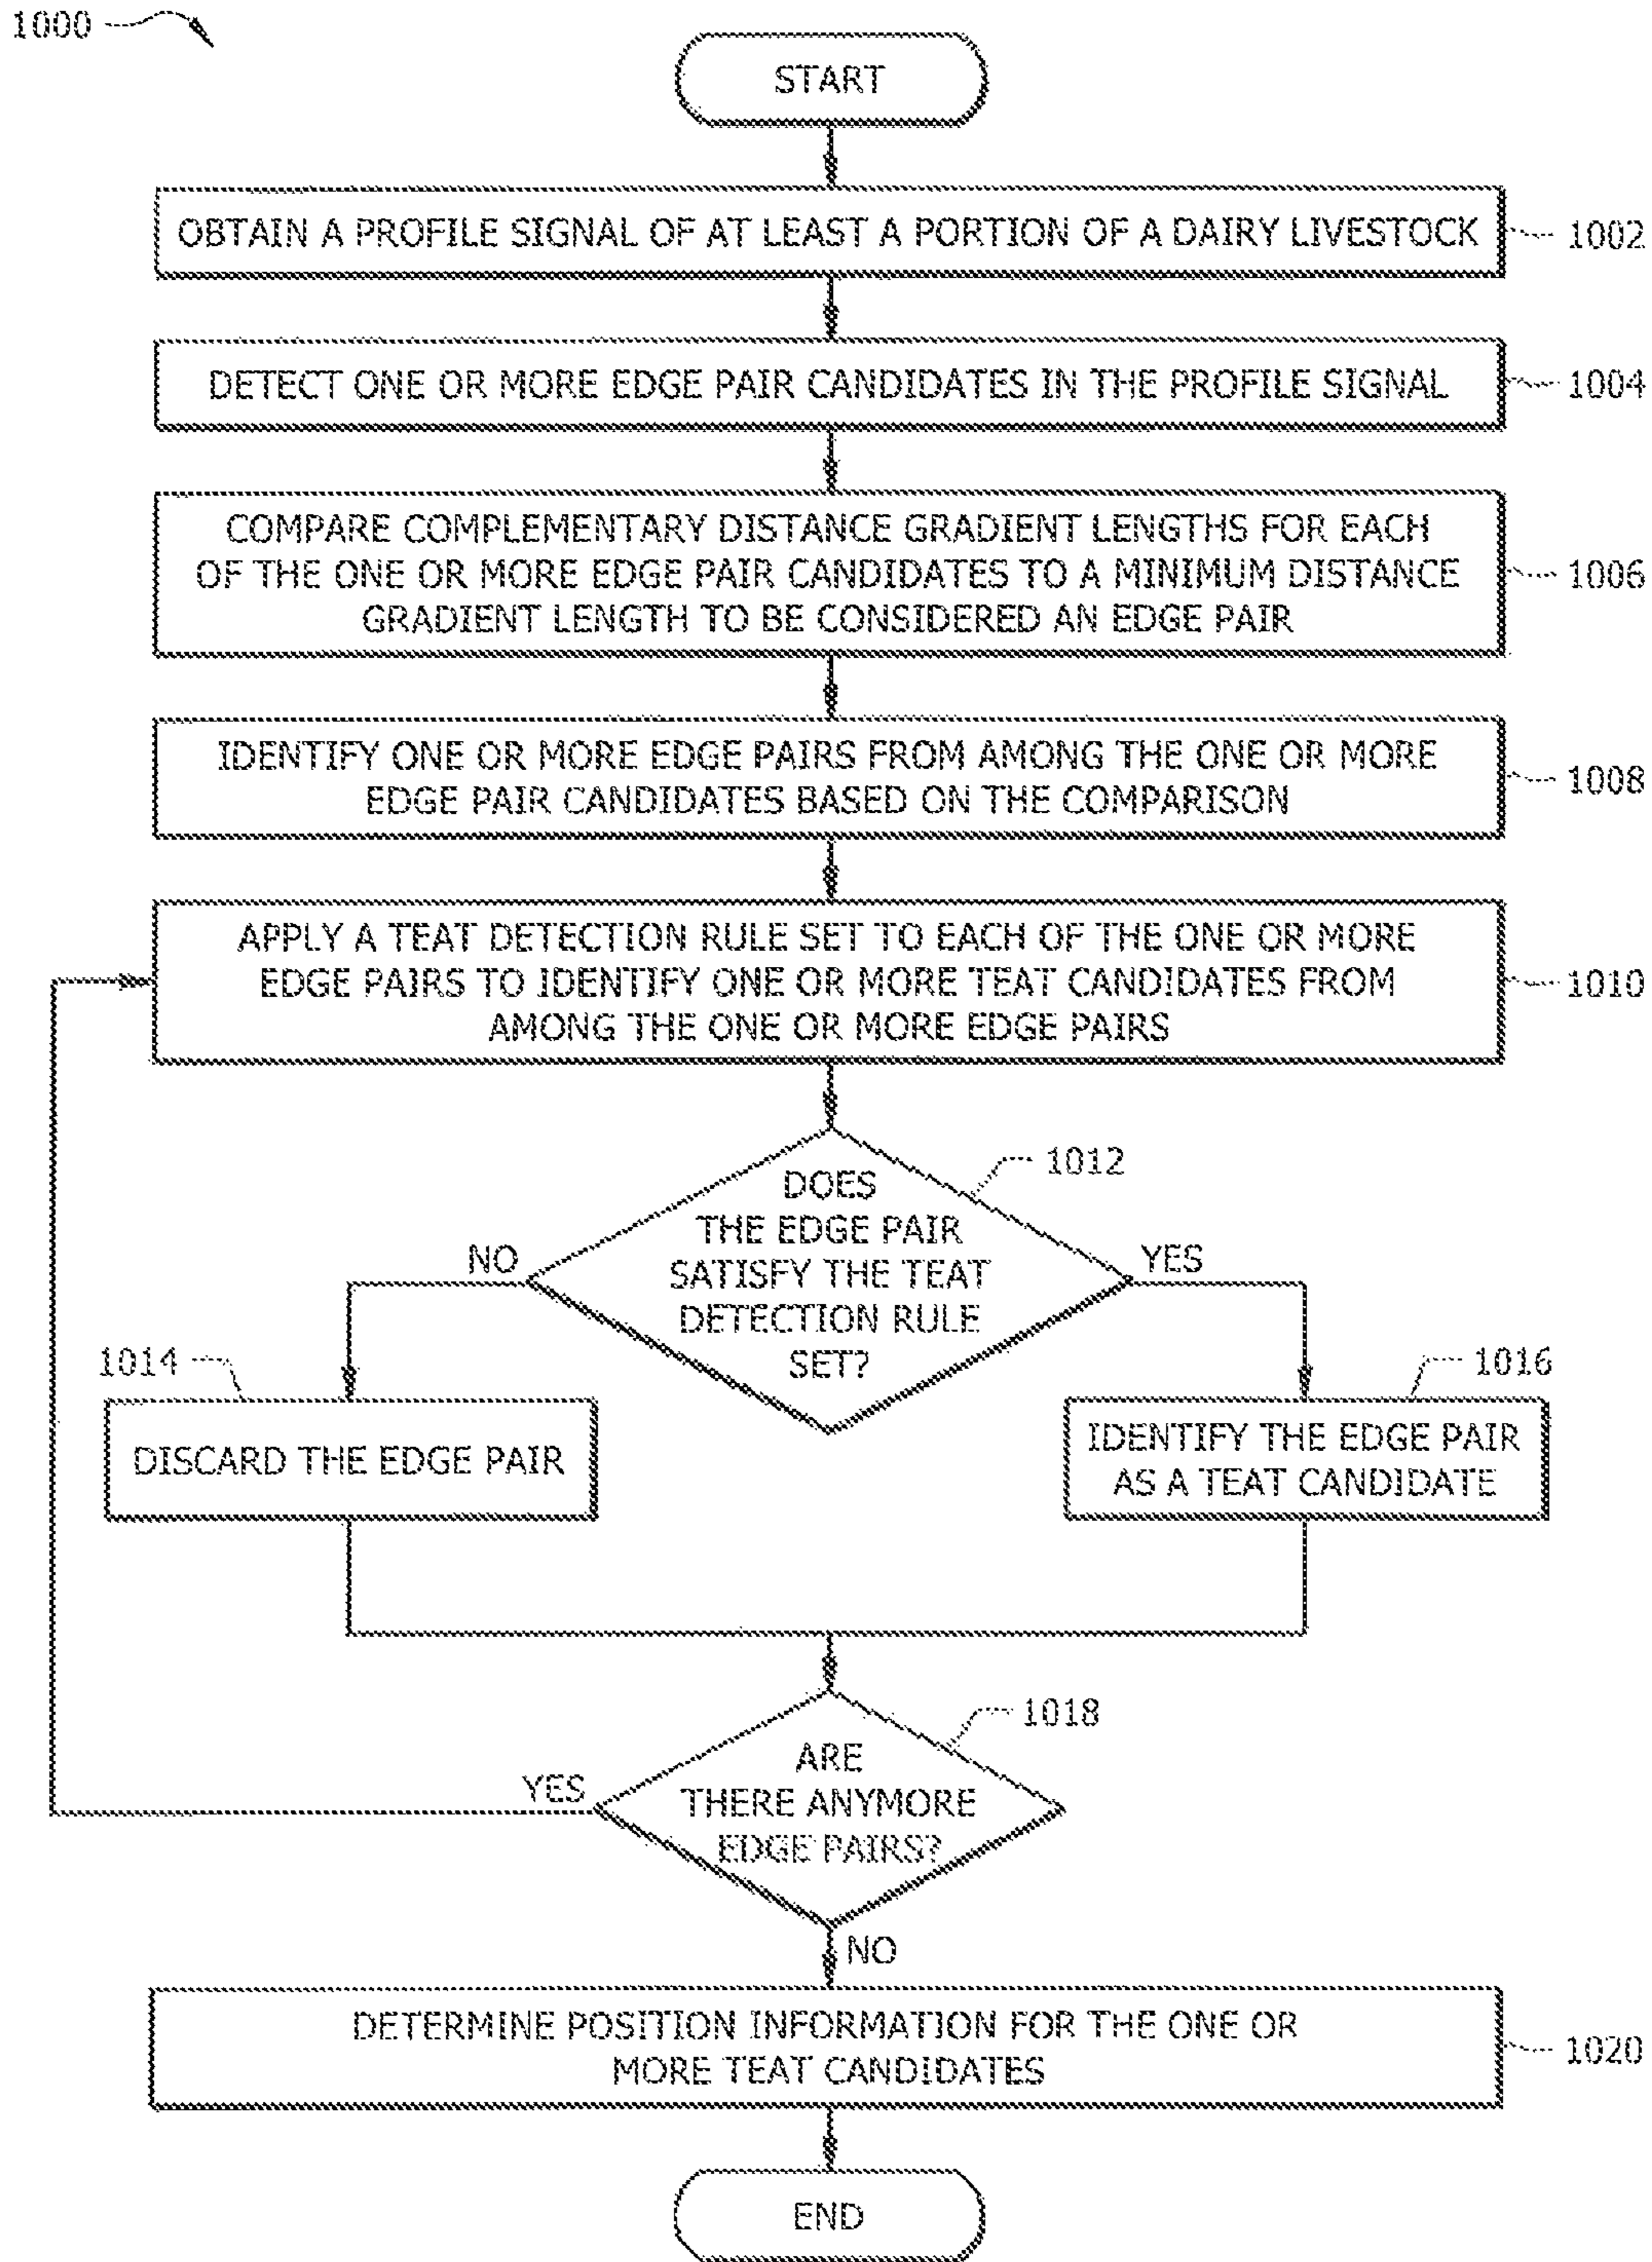 1000
START
OBTAIN A PROFILE SIGNAL OF AT LEAST A PORTION OF A DAIRY LIVESTOCK
1002
DETECT ONE OR MORE EDGE PAIR CANDIDATES IN THE PROFILE SIGNAL
1004
COMPARE COMPLEMENTARY DISTANCE GRADIENT LENGTHS FOR EACH
OF THE ONE OR MORE EDGE PAIR CANDIDATES TO A MINIMUM DISTANCE
GRADIENT LENGTH TO BE CONSIDERED AN EDGE PAIR
1006
IDENTIFY ONE OR MORE EDGE PAIRS FROM AMONG THE ONE OR MORE
EDGE PAIR CANDIDATES BASED ON THE COMPARISON
1008
APPLY A TEAT DETECTION RULE SET TO EACH OF THE ONE OR MORE
EDGE PAIRS TO IDENTIFY ONE OR MORE TEAT CANDIDATES FROM
AMONG THE ONE OR MORE EDGE PAIRS
1010
1012
DOES
THE EDGE PAIR
SATISFY THE TEAT
DETECTION RULE
SET?
NO
YES
1014
DISCARD THE EDGE PAIR
1016
IDENTIFY THE EDGE PAIR
AS A TEAT CANDIDATE
1018
ARE
THERE ANYMORE
EDGE PAIRS?
YES
NO
DETERMINE POSITION INFORMATION FOR THE ONE OR
MORE TEAT CANDIDATES
1020
END